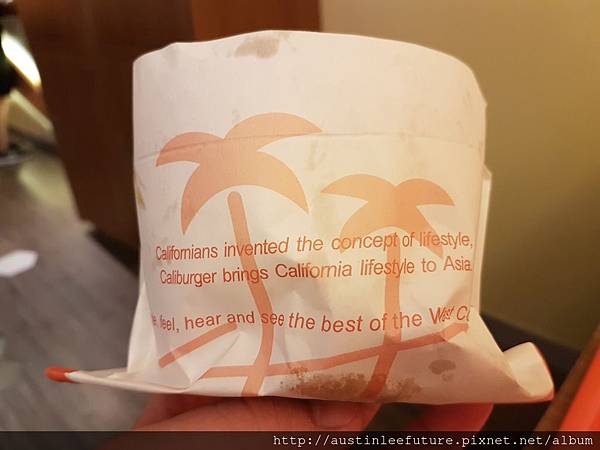 Californians invented the concept of lifestyle,
Caliburger brings California lifestyle to Asia.
feel, hear and see the best of the West
http://austinleefuture.pixnet.net/album